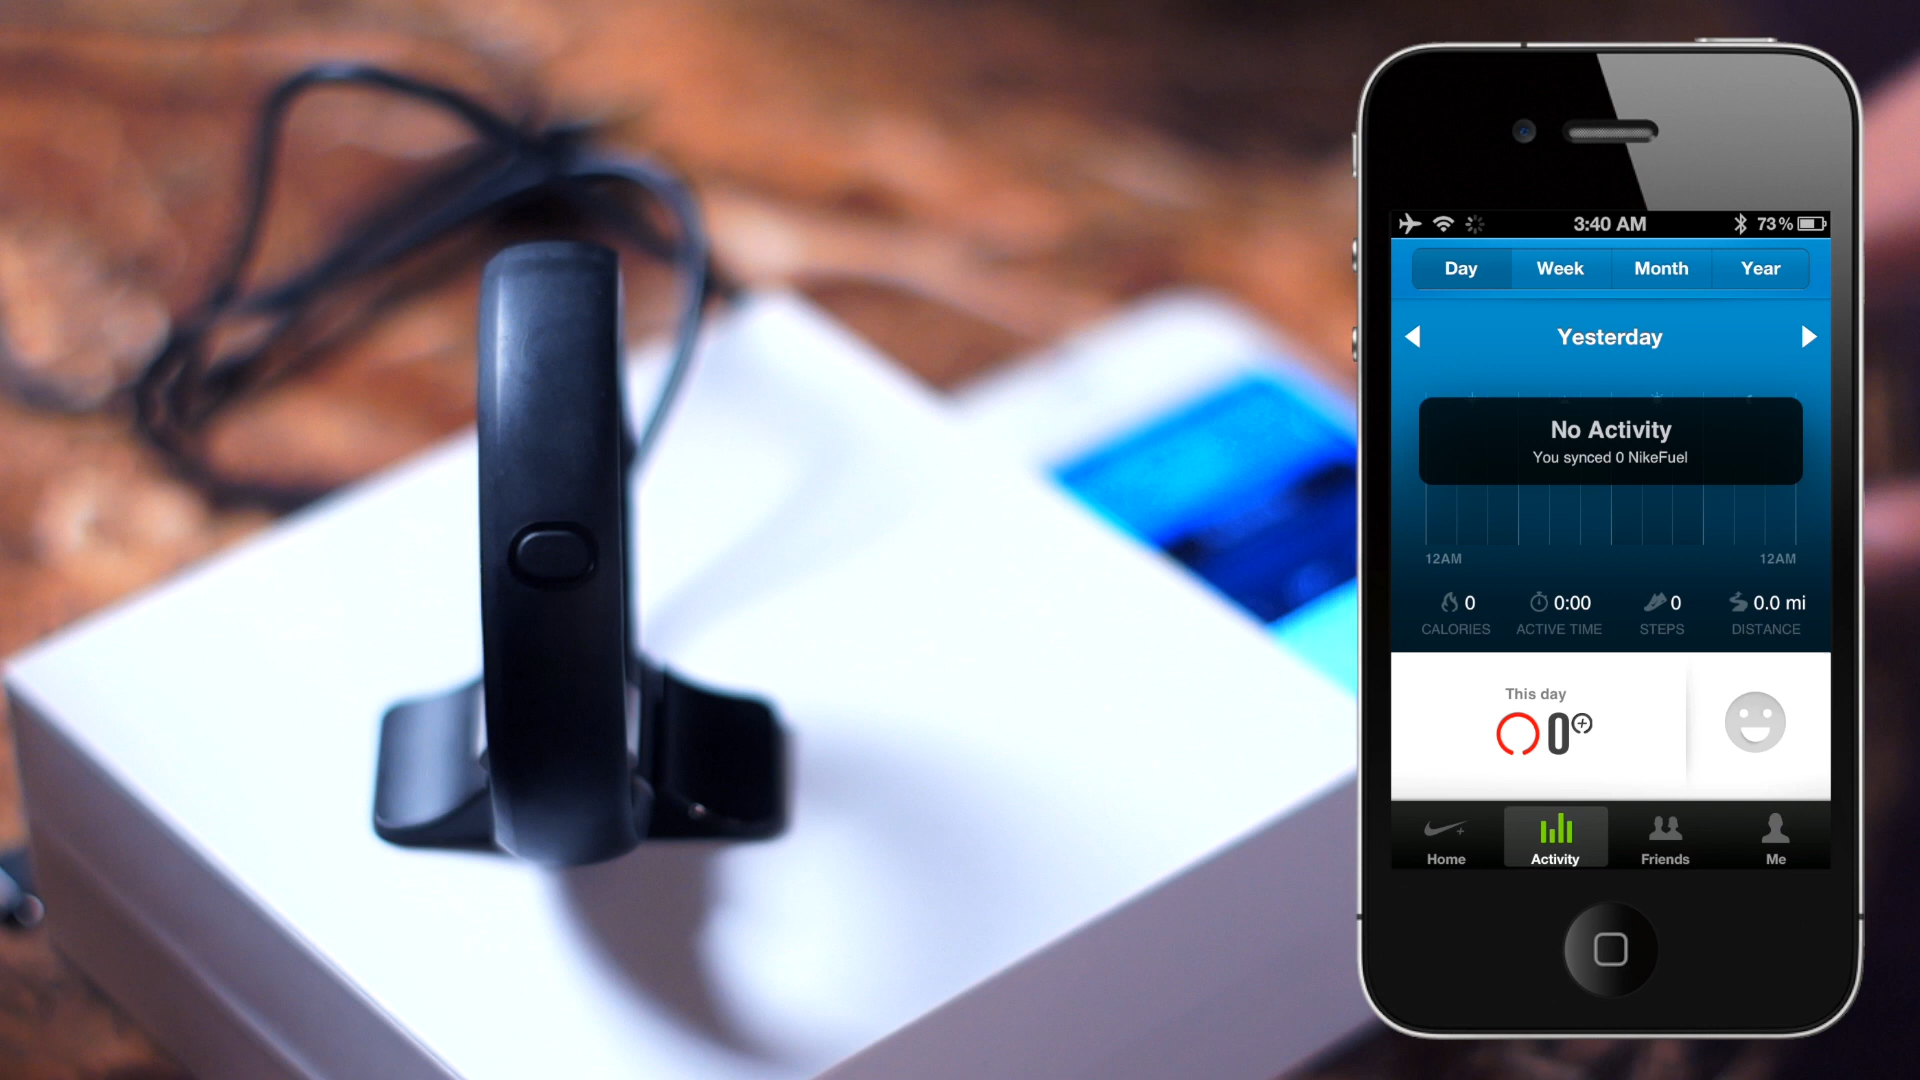 3:40 AM 73%
Day Week Month Year
Yesterday
No Activity
You synced 0 NikeFuel
12AM 12AM
0 0:00 0 0.0 mi
CALORIES ACTIVE TIME STEPS DISTANCE
This day
0
Home Activity Friends Me